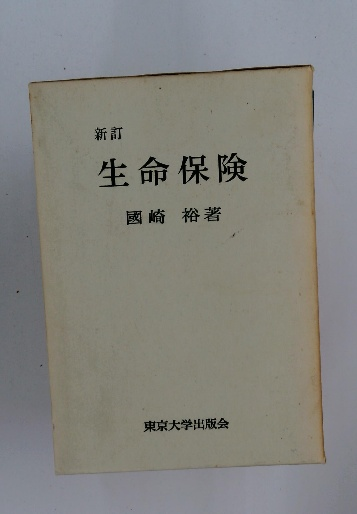 新訂
生命保険
國崎 裕著
東京大学出版会